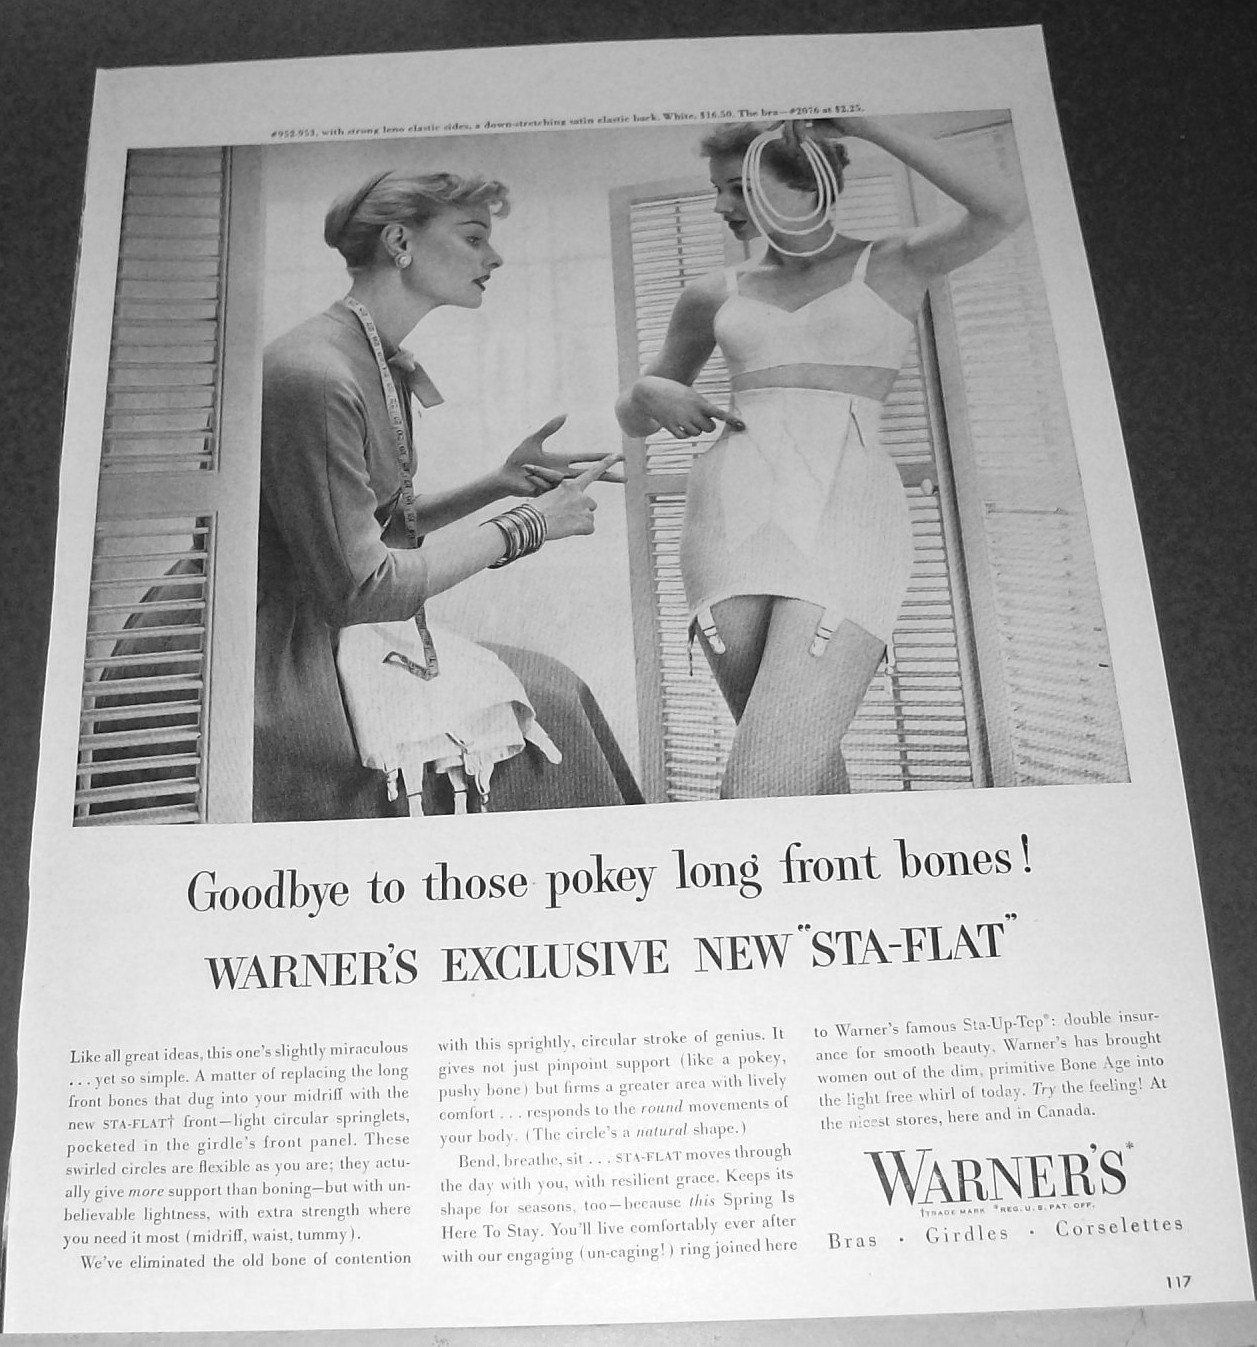 #952-953, with strong leno elastic sides, a down-stretching satin elastic back. White, $16.50. The bra—#2076 at $2.25.
Goodbye to those pokey long front bones!
WARNER'S EXCLUSIVE NEW "STA-FLAT"
Like all great ideas, this one's slightly miraculous
. . . yet so simple. A matter of replacing the long
front bones that dug into your midriff with the
new STA-FLAT† front—light circular springlets,
pocketed in the girdle's front panel. These
swirled circles are flexible as you are; they actu-
ally give more support than boning—but with un-
believable lightness, with extra strength where
you need it most (midriff, waist, tummy).
We've eliminated the old bone of contention
with this sprightly, circular stroke of genius. It
gives not just pinpoint support (like a pokey,
pushy bone) but firms a greater area with lively
comfort . . . responds to the round movements of
your body. (The circle's a natural shape.)
Bend, breathe, sit . . . STA-FLAT moves through
the day with you, with resilient grace. Keeps its
shape for seasons, too—because this Spring Is
Here To Stay. You'll live comfortably ever after
with our engaging (un-caging!) ring joined here
to Warner's famous Sta-Up-Top*: double insur-
ance for smooth beauty. Warner's has brought
women out of the dim, primitive Bone Age into
the light free whirl of today. Try the feeling! At
the nicest stores, here and in Canada.
WARNER'S*
†TRADE MARK *REG. U.S. PAT. OFF.
Bras · Girdles · Corselettes
117